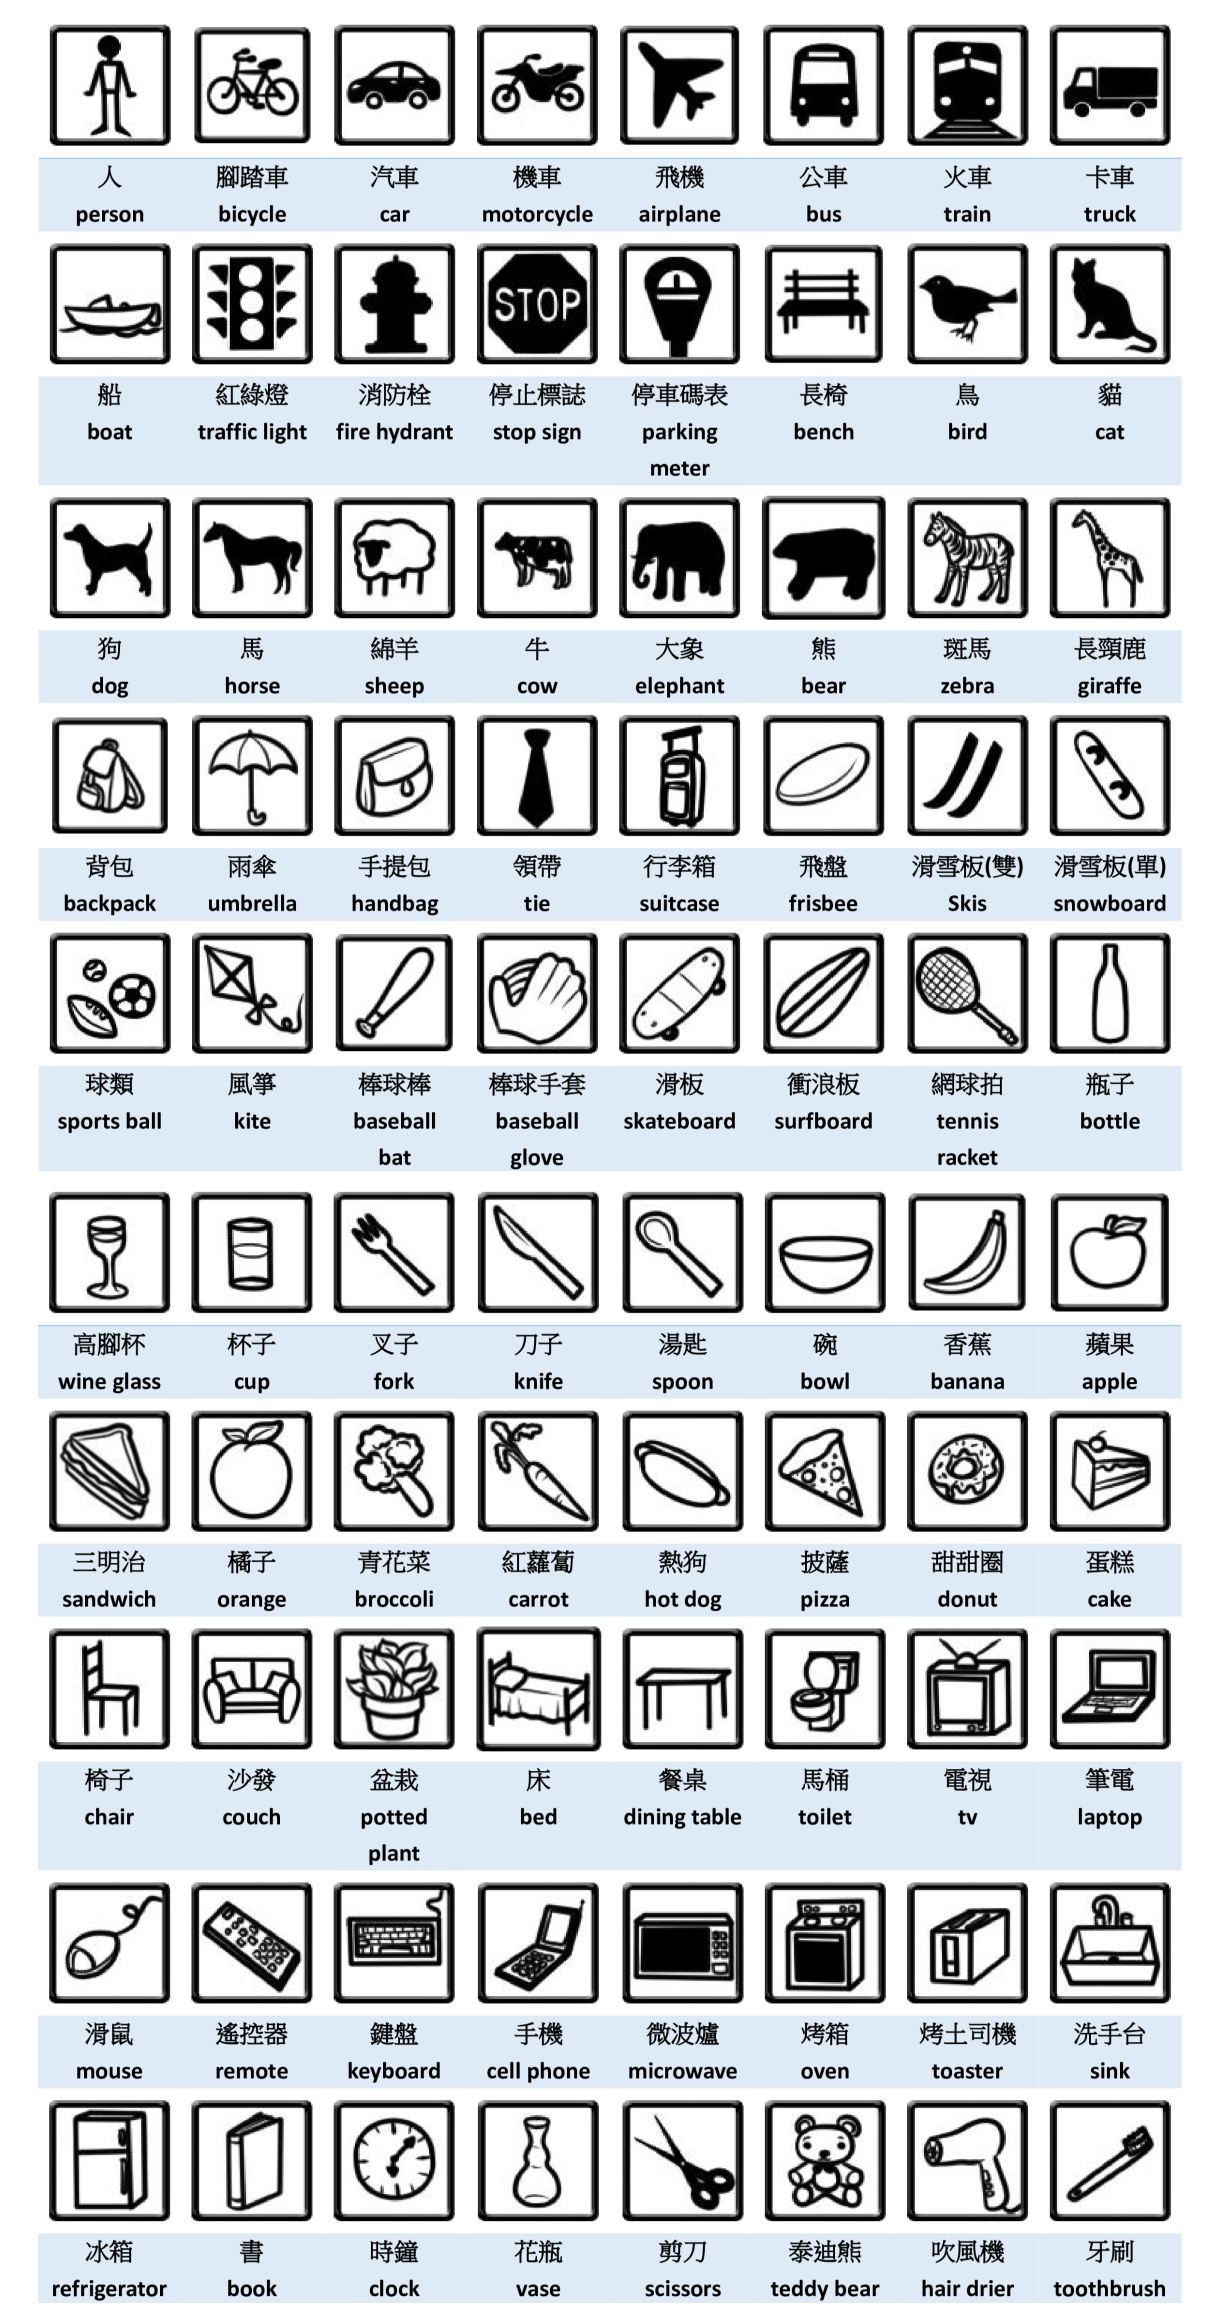 人 腳踏車 汽車 機車 飛機 公車 火車 卡車
person bicycle car motorcycle airplane bus train truck
STOP
船 紅綠燈 消防栓 停止標誌 停車碼表 長椅 鳥 貓
boat traffic light fire hydrant stop sign parking bench bird cat
meter
狗 馬 綿羊 牛 大象 熊 斑馬 長頸鹿
dog horse sheep cow elephant bear zebra giraffe
背包 雨傘 手提包 領帶 行李箱 飛盤 滑雪板(雙) 滑雪板(單)
backpack umbrella handbag tie suitcase frisbee Skis snowboard
球類 風箏 棒球棒 棒球手套 滑板 衝浪板 網球拍 瓶子
sports ball kite baseball baseball skateboard surfboard tennis bottle
bat glove racket
高腳杯 杯子 叉子 刀子 湯匙 碗 香蕉 蘋果
wine glass cup fork knife spoon bowl banana apple
三明治 橘子 青花菜 紅蘿蔔 熱狗 披薩 甜甜圈 蛋糕
sandwich orange broccoli carrot hot dog pizza donut cake
椅子 沙發 盆栽 床 餐桌 馬桶 電視 筆電
chair couch potted bed dining table toilet tv laptop
plant
滑鼠 遙控器 鍵盤 手機 微波爐 烤箱 烤土司機 洗手台
mouse remote keyboard cell phone microwave oven toaster sink
冰箱 書 時鐘 花瓶 剪刀 泰迪熊 吹風機 牙刷
refrigerator book clock vase scissors teddy bear hair drier toothbrush